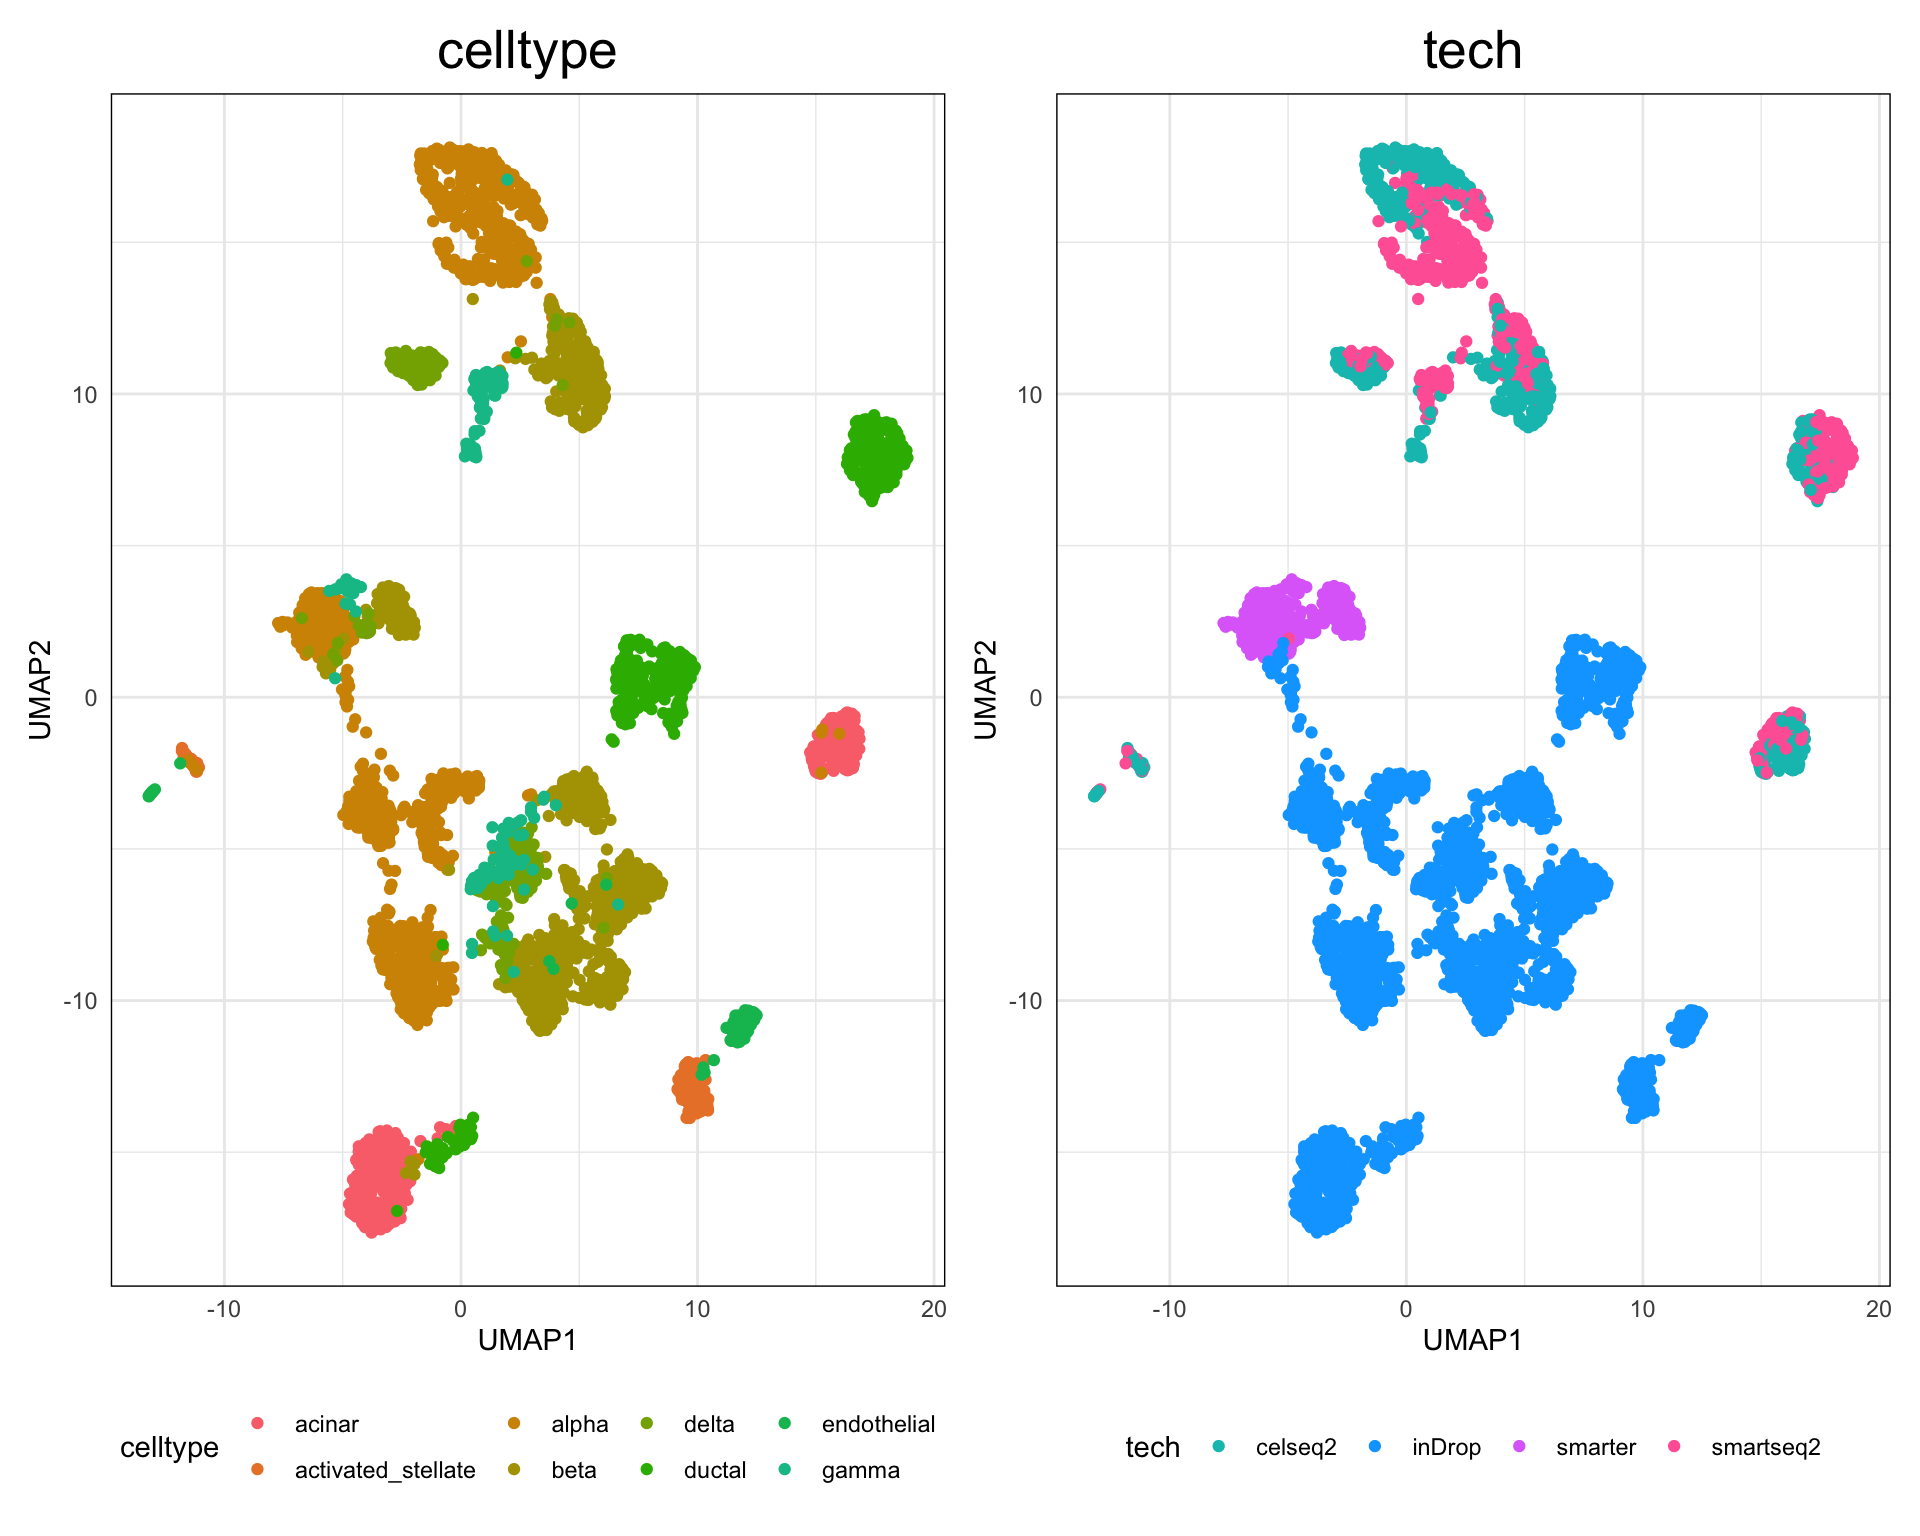 celltype
tech
UMAP2
10
0
-10
-10
0
10
20
UMAP1
UMAP2
10
0
-10
-10
0
10
20
UMAP1
celltype
acinar
alpha
delta
endothelial
activated_stellate
beta
ductal
gamma
tech
celseq2
inDrop
smarter
smartseq2